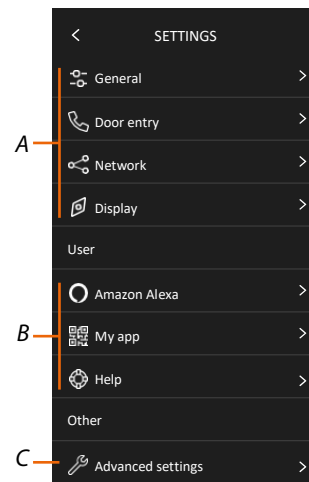 SETTINGS
General
Door entry
A
Network
Display
User
Amazon Alexa
B
My app
Help
Other
C
Advanced settings